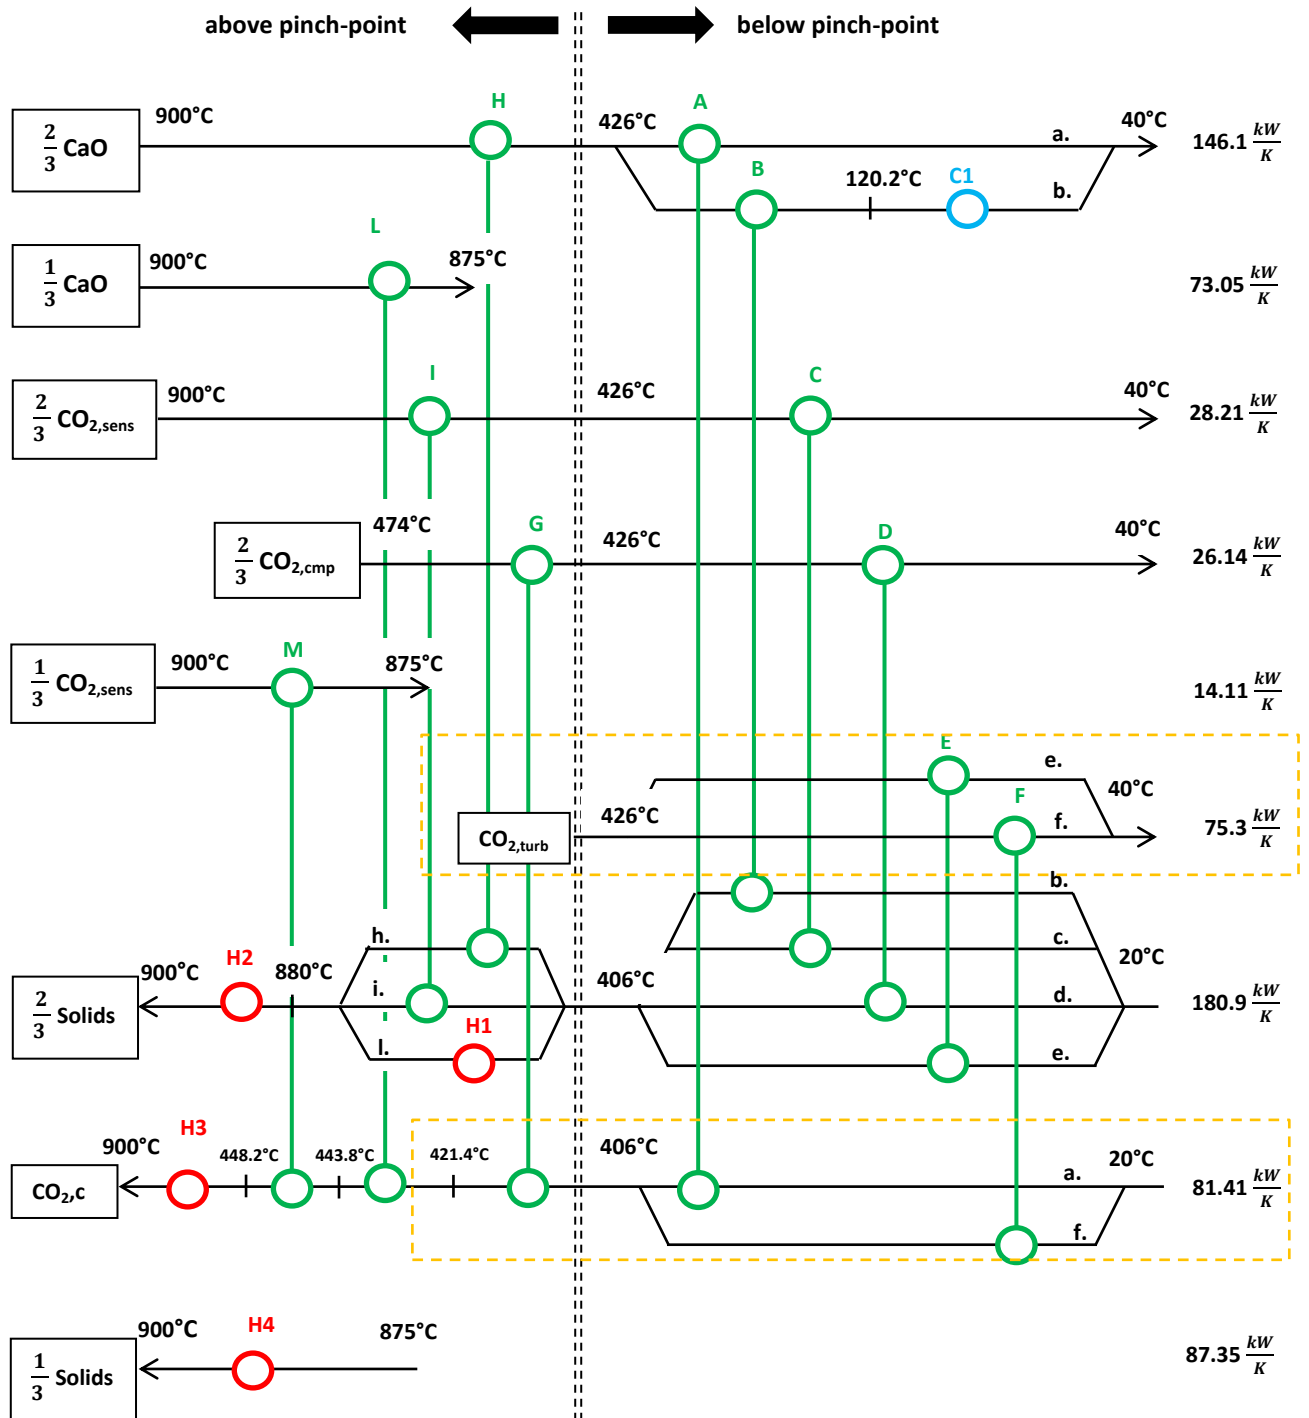 above pinch-point
below pinch-point
H
A
900°C
426°C
40°C
2/3 CaO
a.
146.1 kW/K
B
120.2°C
C1
b.
L
900°C
875°C
1/3 CaO
73.05 kW/K
I
C
900°C
426°C
40°C
2/3 CO2,sens
28.21 kW/K
474°C
G
426°C
D
40°C
2/3 CO2,cmp
26.14 kW/K
M
900°C
875°C
1/3 CO2,sens
14.11 kW/K
E
e.
F
40°C
426°C
CO2,turb
f.
75.3 kW/K
b.
h.
c.
H2
900°C
880°C
406°C
20°C
i.
d.
2/3 Solids
180.9 kW/K
H1
l.
e.
H3
900°C
448.2°C
443.8°C
421.4°C
406°C
20°C
CO2,c
a.
81.41 kW/K
f.
900°C
H4
875°C
1/3 Solids
87.35 kW/K